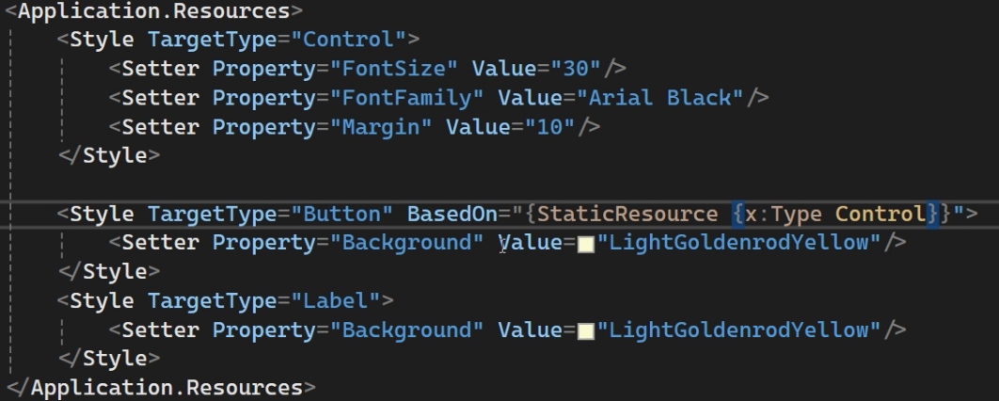 <Application.Resources>
<Style TargetType="Control">
<Setter Property="FontSize" Value="30"/>
<Setter Property="FontFamily" Value="Arial Black"/>
<Setter Property="Margin" Value="10"/>
</Style>
<Style TargetType="Button" BasedOn="{StaticResource {x:Type Control}}">
<Setter Property="Background" Value="LightGoldenrodYellow"/>
</Style>
<Style TargetType="Label">
<Setter Property="Background" Value="LightGoldenrodYellow"/>
</Style>
</Application.Resources>